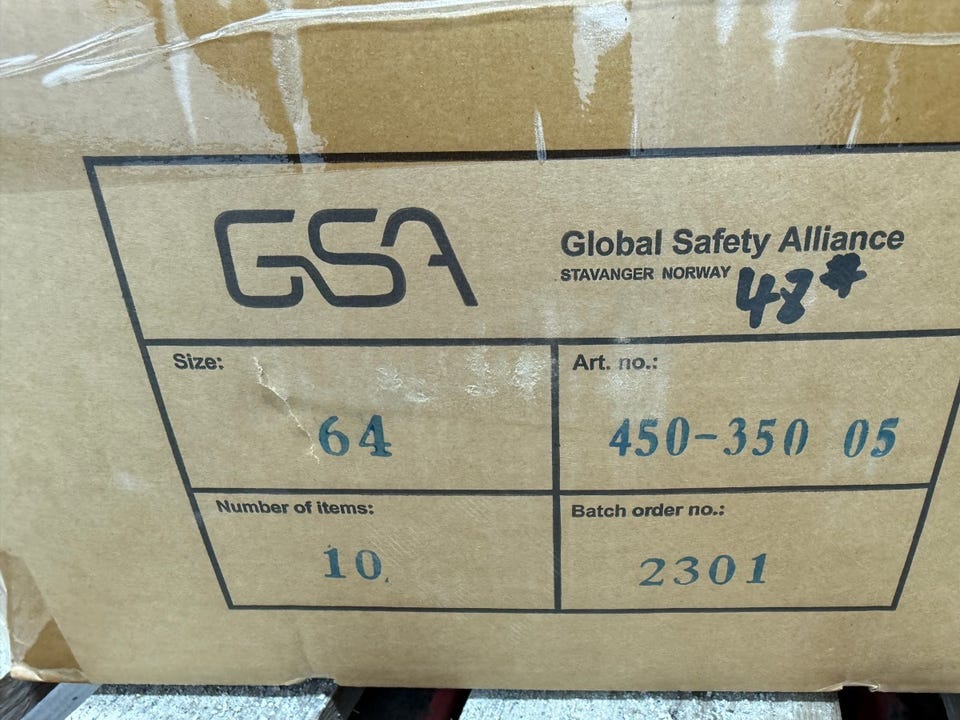 GSA
Global Safety Alliance
STAVANGER NORWAY
48*
Size:
64
Art. no.:
450-350 05
Number of items:
10
Batch order no.:
2301